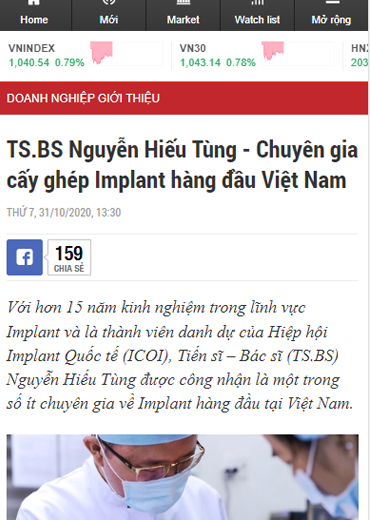 Home Mới Market Watch list Mở rộng
VNINDEX VN30
1,040.54 0.79% 1,043.14 0.78% 203
DOANH NGHIỆP GIỚI THIỆU
TS.BS Nguyễn Hiếu Tùng - Chuyên gia
cấy ghép Implant hàng đầu Việt Nam
THỨ 7, 31/10/2020, 13:30
159
CHIA SẺ
Với hơn 15 năm kinh nghiệm trong lĩnh vực
Implant và là thành viên danh dự của Hiệp hội
Implant Quốc tế (ICOI), Tiến sĩ – Bác sĩ (TS.BS)
Nguyễn Hiếu Tùng được công nhận là một trong
số ít chuyên gia về Implant hàng đầu tại Việt Nam.